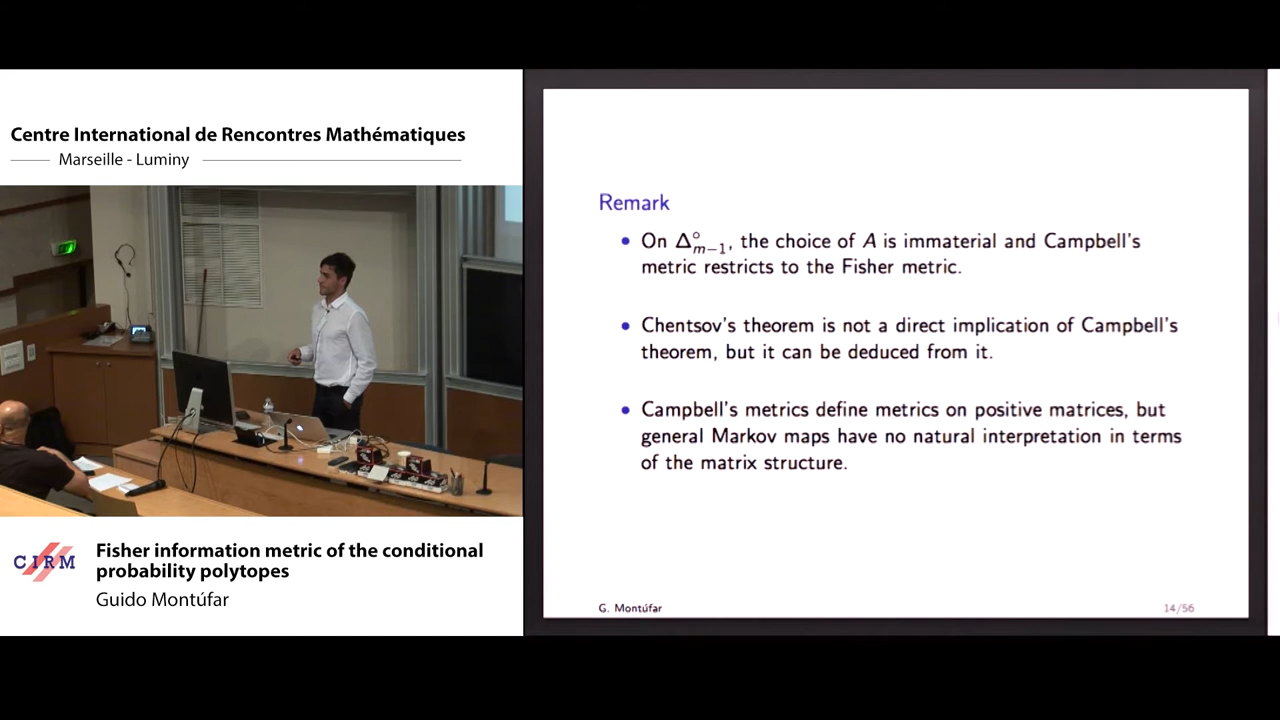 Centre International de Rencontres Mathématiques
Marseille - Luminy
CIRM
Fisher information metric of the conditional
probability polytopes
Guido Montúfar
Remark
• On Δ°ₘ₋₁, the choice of A is immaterial and Campbell's
metric restricts to the Fisher metric.
• Chentsov's theorem is not a direct implication of Campbell's
theorem, but it can be deduced from it.
• Campbell's metrics define metrics on positive matrices, but
general Markov maps have no natural interpretation in terms
of the matrix structure.
G. Montúfar
14/56